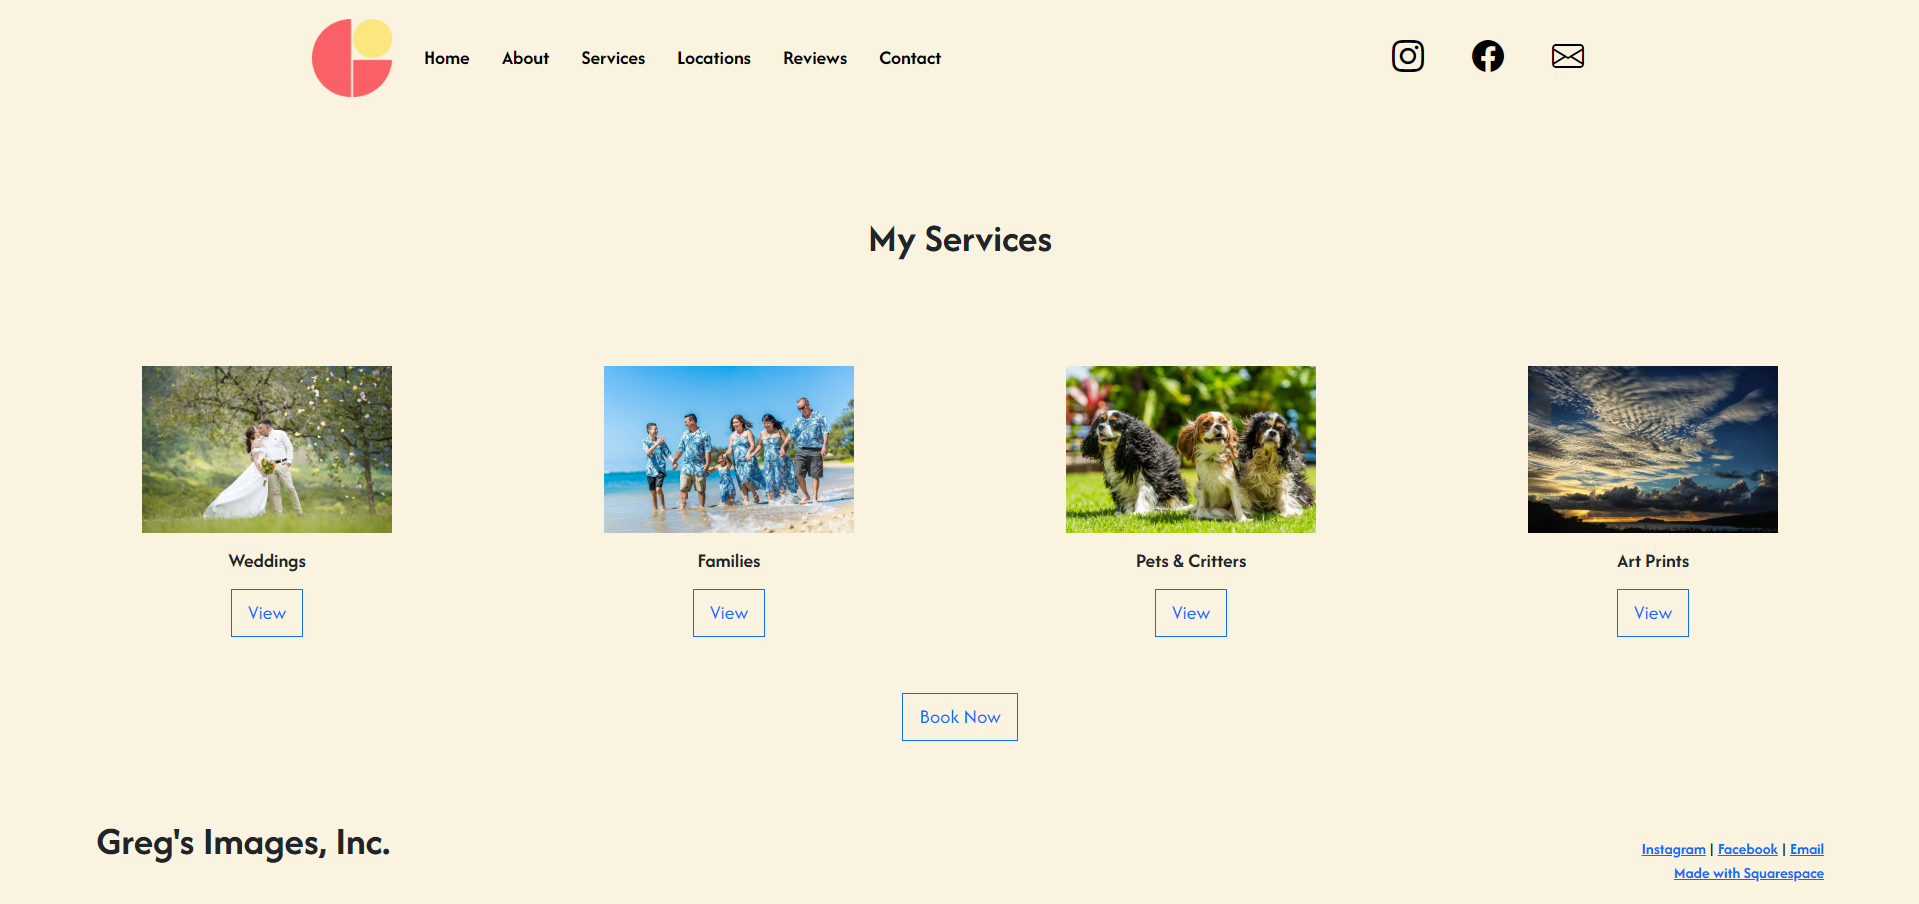 Home About Services Locations Reviews Contact
My Services
Weddings Families Pets & Critters Art Prints
View View View View
Book Now
Greg's Images, Inc.
Instagram | Facebook | Email
Made with Squarespace